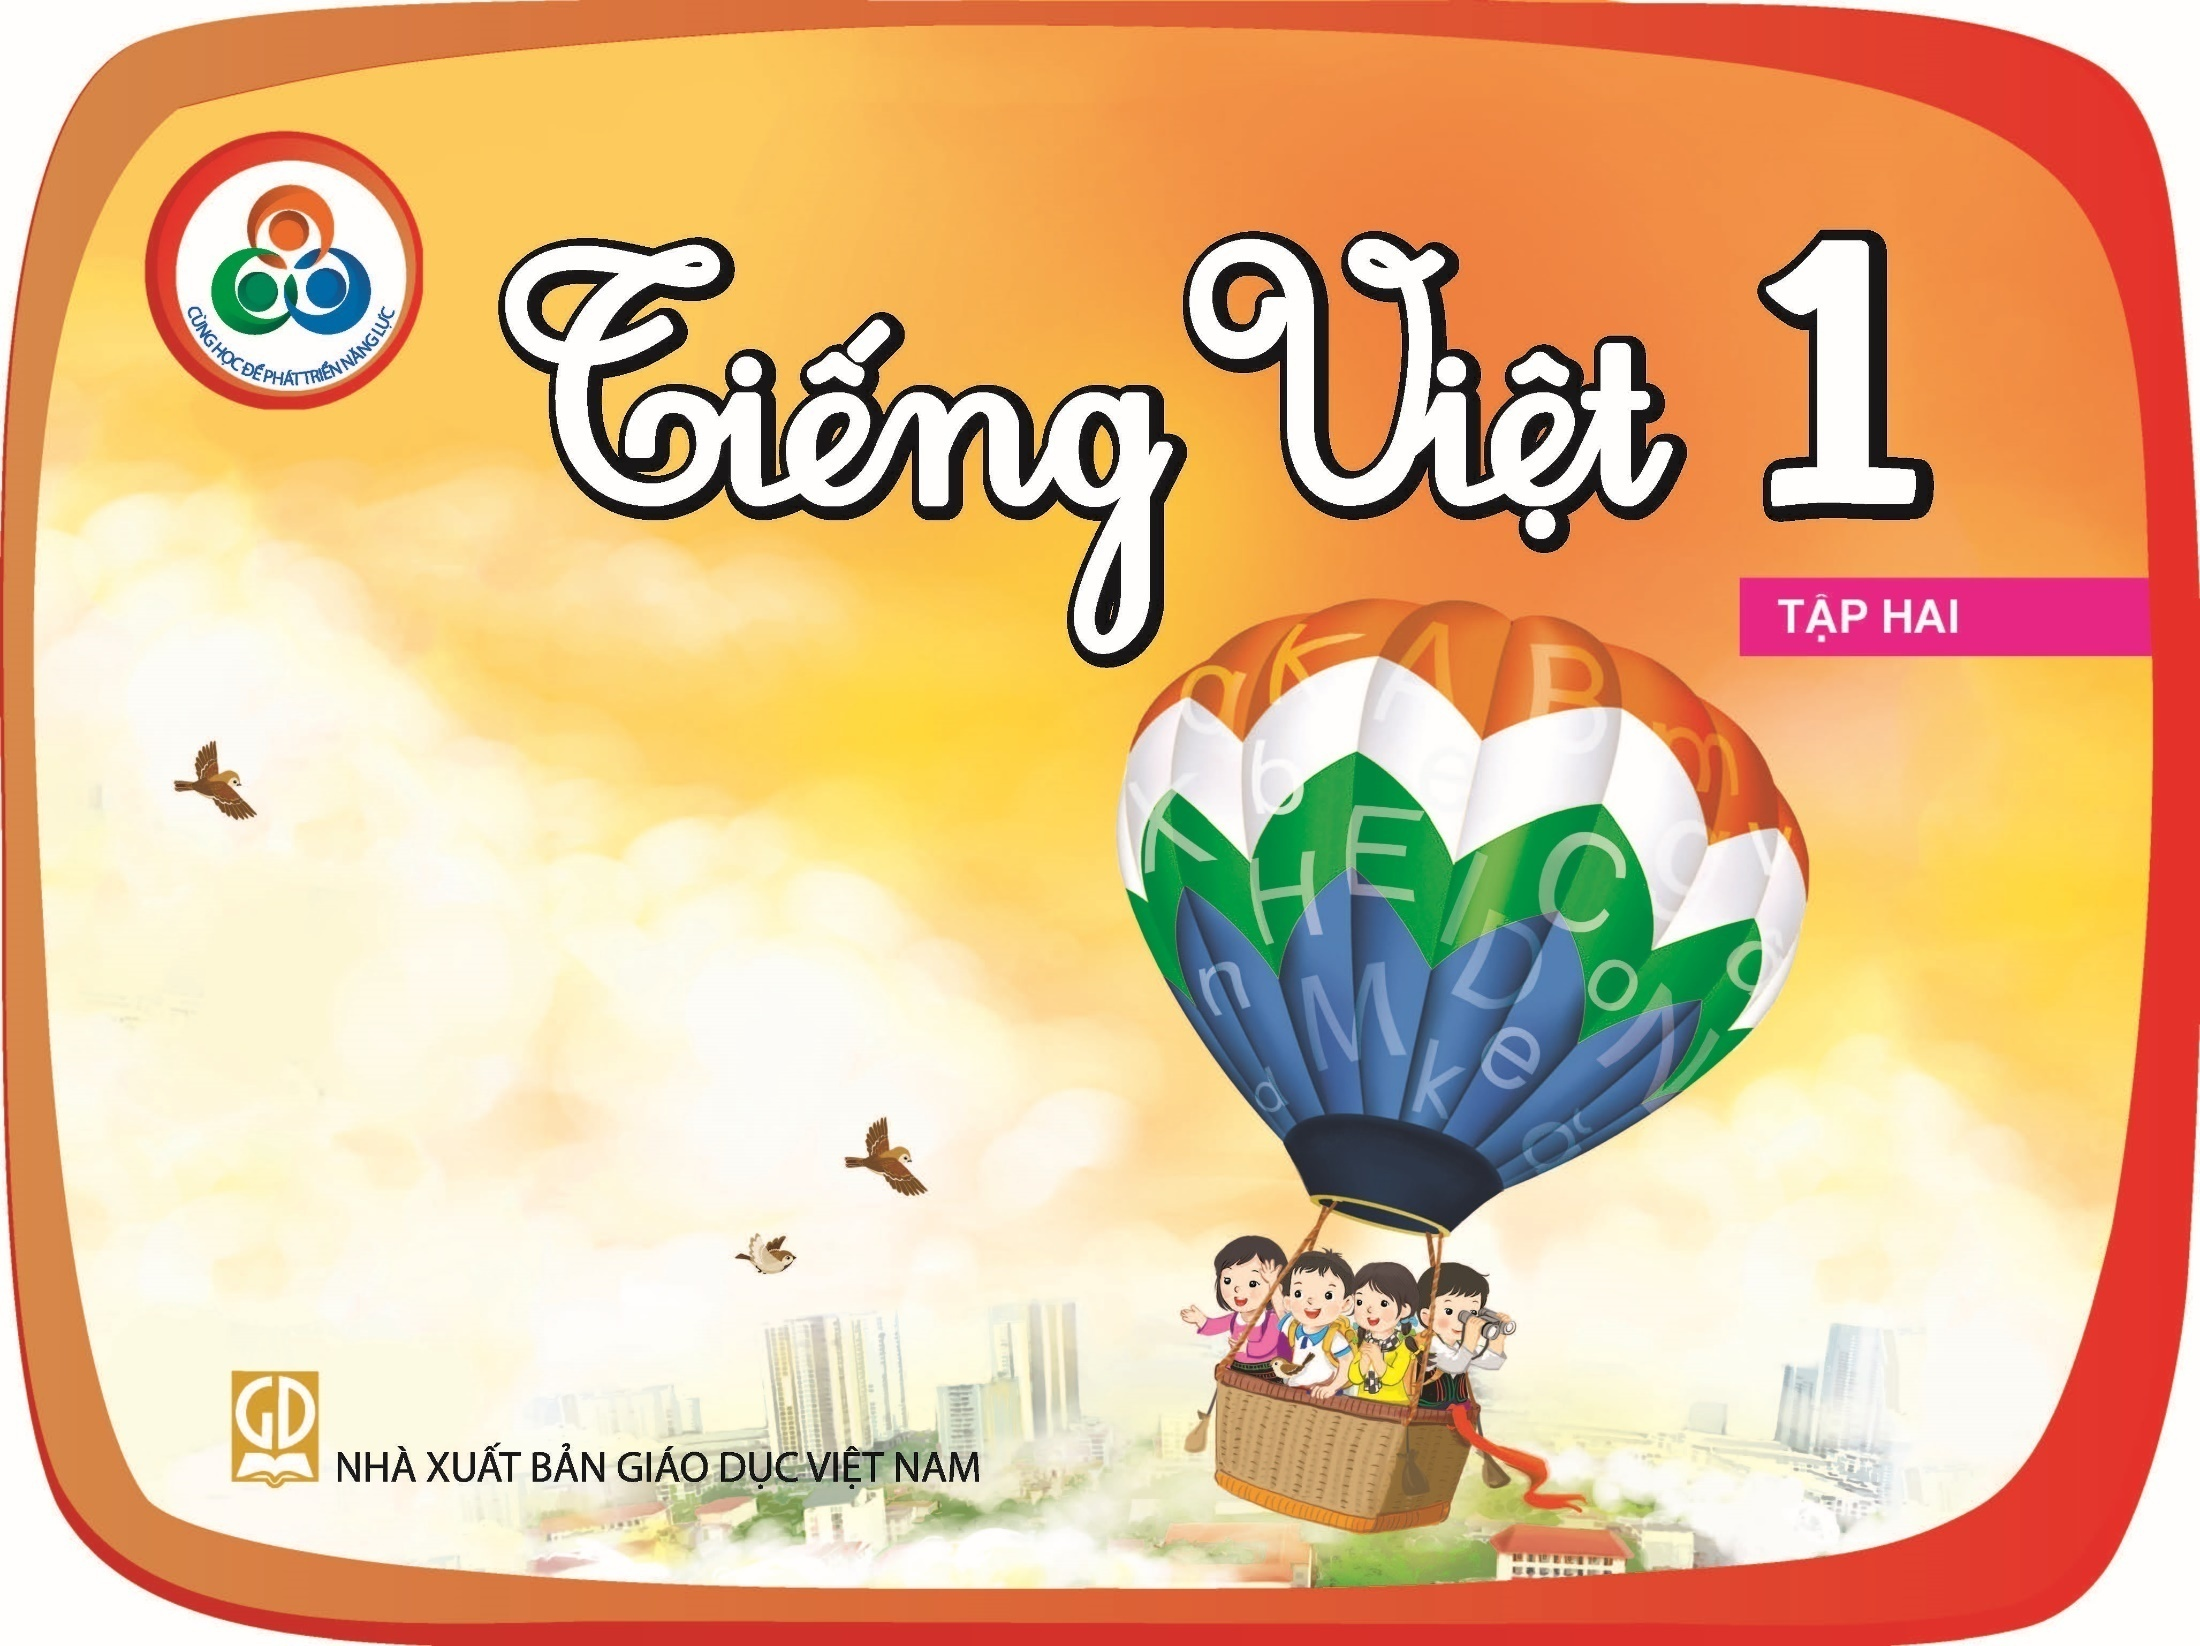 CÙNG HỌC ĐỂ PHÁT TRIỂN NĂNG LỰC
Tiếng Việt 1
TẬP HAI
a K A B m
X b e
H E I C a v
n M D o N ô
d k e ơ
GD
NHÀ XUẤT BẢN GIÁO DỤC VIỆT NAM